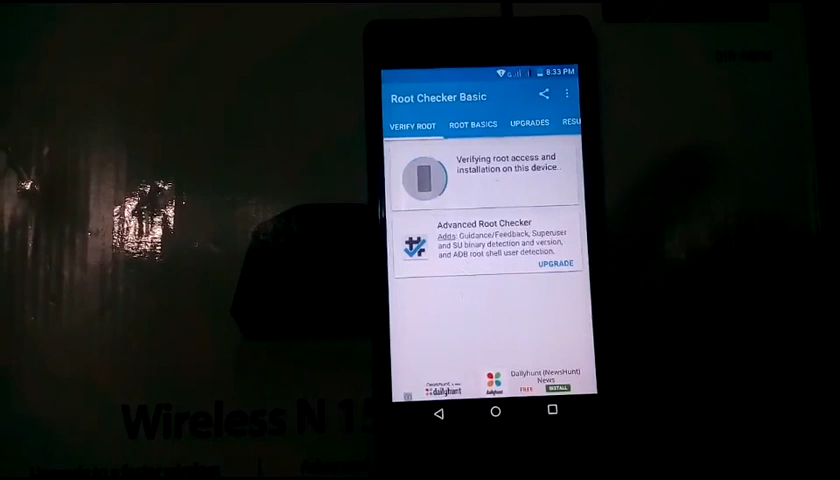 8:33 PM
Root Checker Basic
VERIFY ROOT
ROOT BASICS
UPGRADES
RESU
Verifying root access and
installation on this device..
Advanced Root Checker
Adds: Guidance/Feedback, Superuser
and SU binary detection and version,
and ADB root shell user detection.
UPGRADE
dailyhunt
dailyhunt
Dailyhunt (NewsHunt)
News
FREE
INSTALL
Wireless N 15